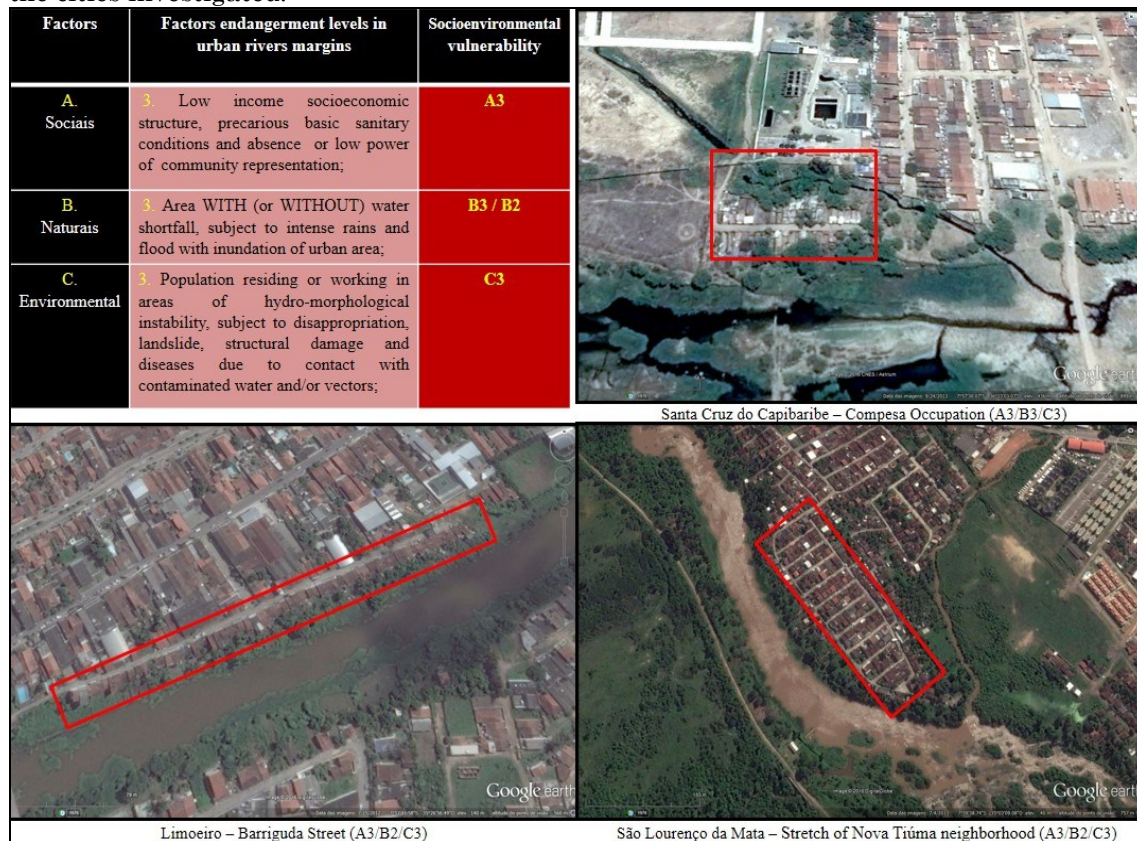 the cities investigated.
Factors
Factors endangerment levels in
urban rivers margins
Socioenvironmental
vulnerability
A.
Sociais
3. Low income socioeconomic
structure, precarious basic sanitary
conditions and absence or low power
of community representation;
A3
B.
Naturais
3. Area WITH (or WITHOUT) water
shortfall, subject to intense rains and
flood with inundation of urban area;
B3 / B2
C.
Environmental
3. Population residing or working in
areas of hydro-morphological
instability, subject to disappropriation,
landslide, structural damage and
diseases due to contact with
contaminated water and/or vectors;
C3
Google earth
Santa Cruz do Capibaribe – Compesa Occupation (A3/B3/C3)
Google earth
Limoeiro – Barriguda Street (A3/B2/C3)
Google earth
São Lourenço da Mata – Stretch of Nova Tiúma neighborhood (A3/B2/C3)